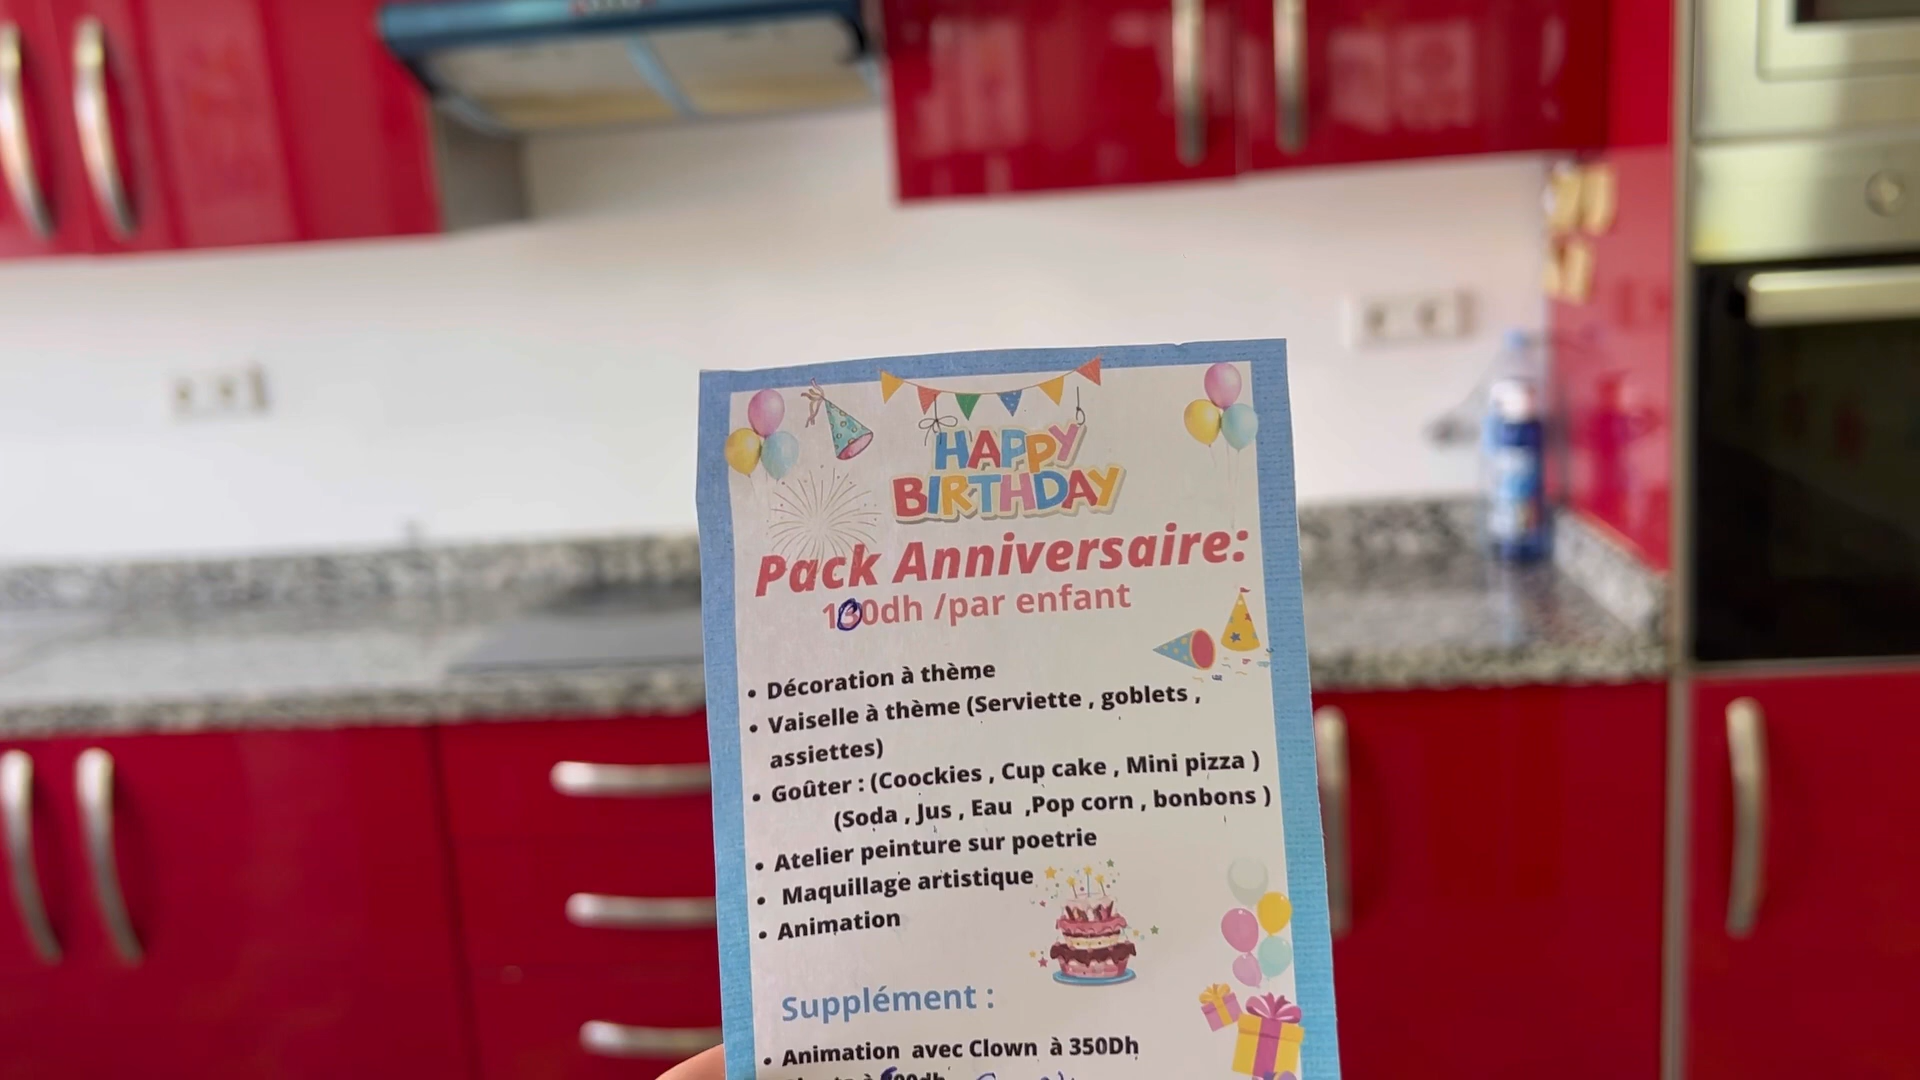 HAPPY
BIRTHDAY
Pack Anniversaire:
100dh /par enfant
• Décoration à thème
• Vaiselle à thème (Serviette , goblets ,
assiettes)
• Goûter : (Coockies , Cup cake , Mini pizza )
(Soda , Jus , Eau ,Pop corn , bonbons )
• Atelier peinture sur poetrie
• Maquillage artistique
• Animation
Supplément :
• Animation avec Clown à 350Dh